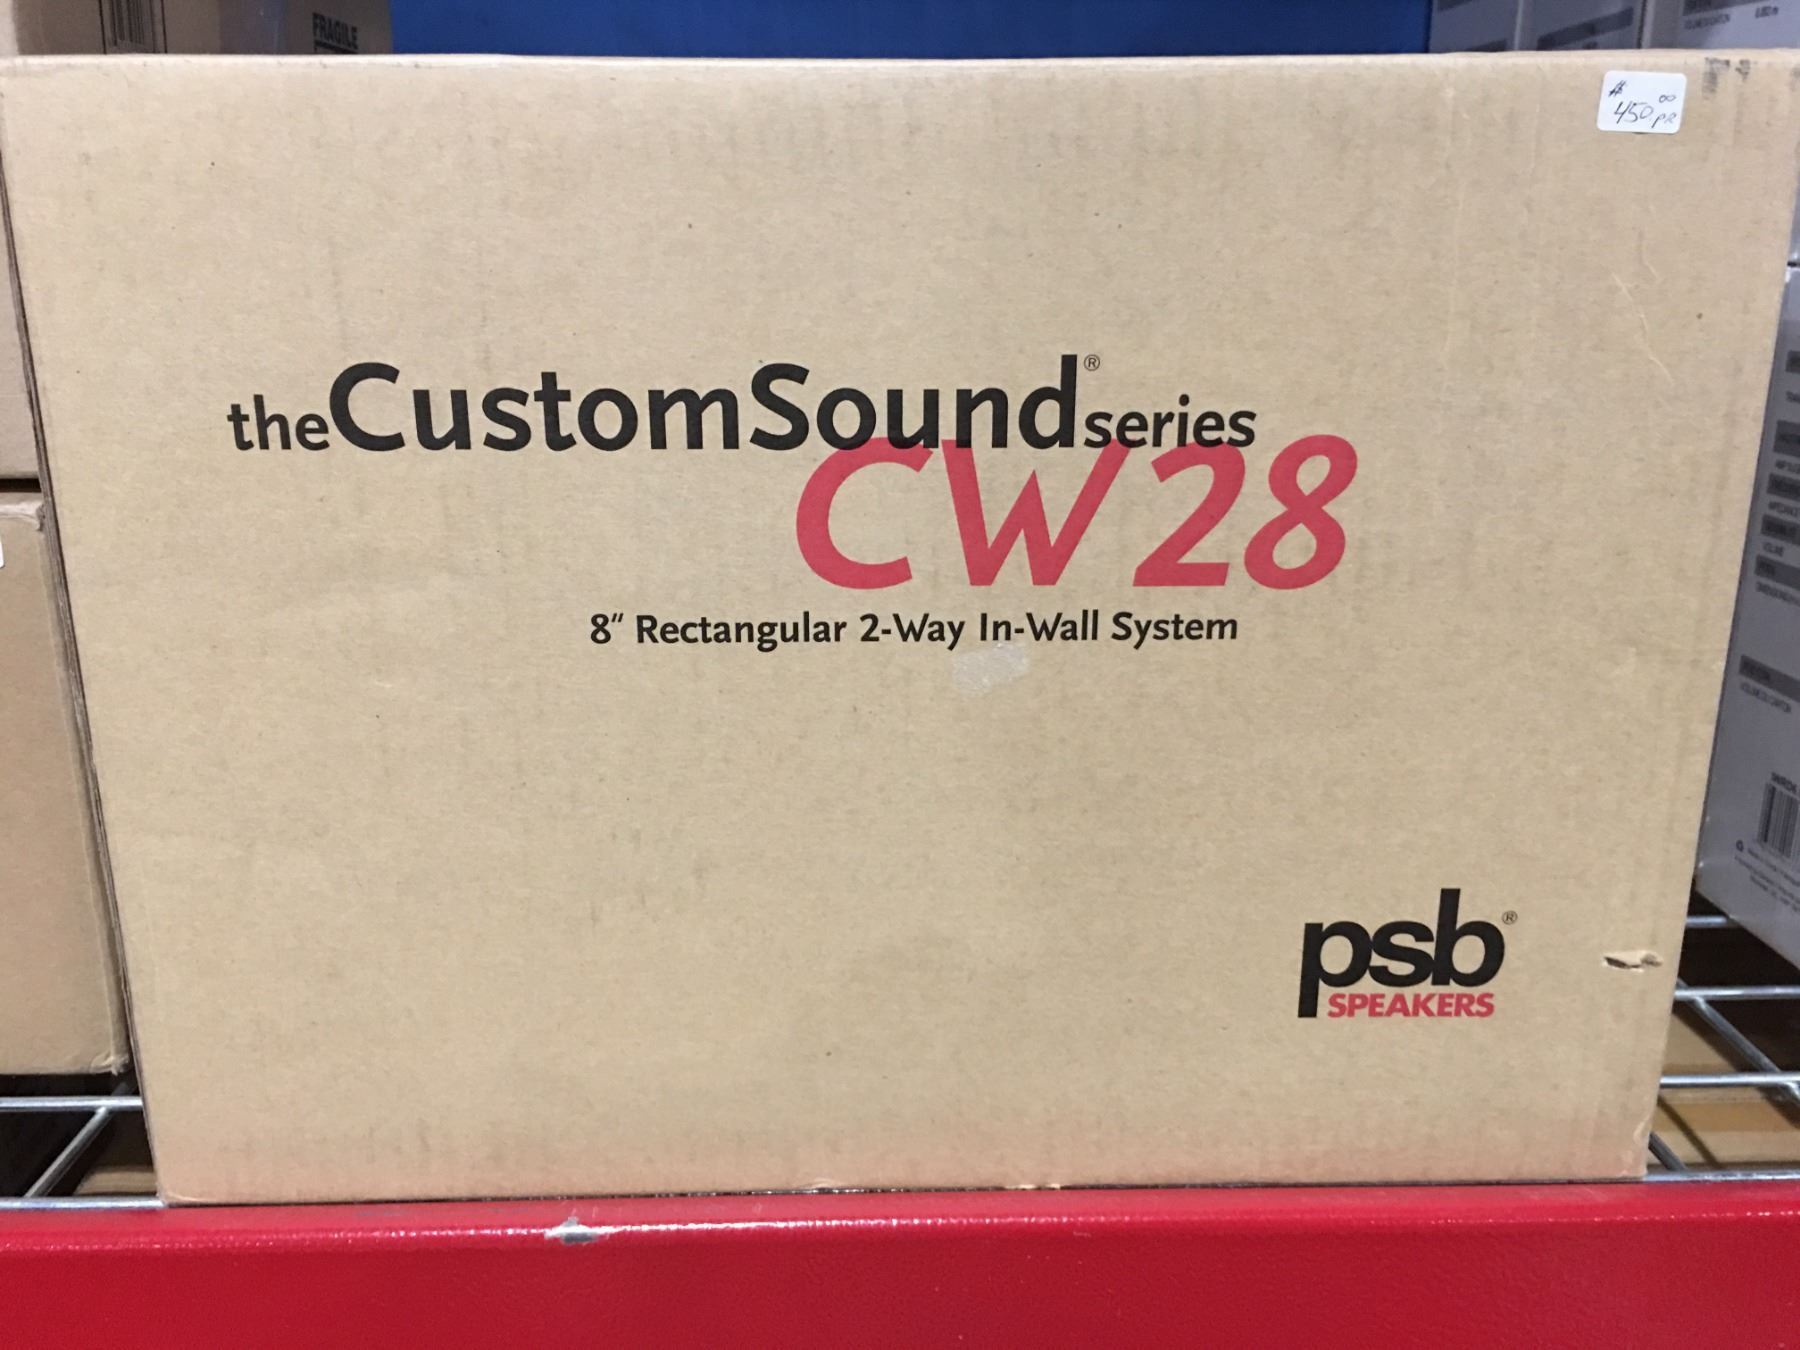 FRAGILE
$450.00 PR
theCustomSound® series
CW28
8" Rectangular 2-Way In-Wall System
psb®
SPEAKERS